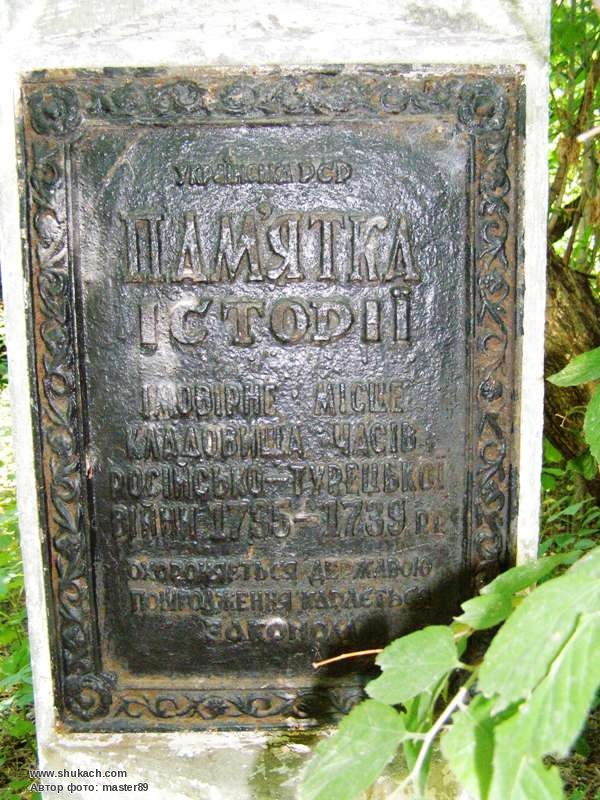 УКРАЇНСЬКА РСР
ПАМ'ЯТКА
ІСТОРІЇ
ІМОВІРНЕ МІСЦЕ
КЛАДОВИЩА ЧАСІВ
РОСІЙСЬКО-ТУРЕЦЬКОЇ
ВІЙНИ 1735-1739 РР
ОХОРОНЯЄТЬСЯ ДЕРЖАВОЮ
ПОШКОДЖЕННЯ КАРАЄТЬСЯ
ЗАКОНОМ
www.shukach.com
Автор фото: master89